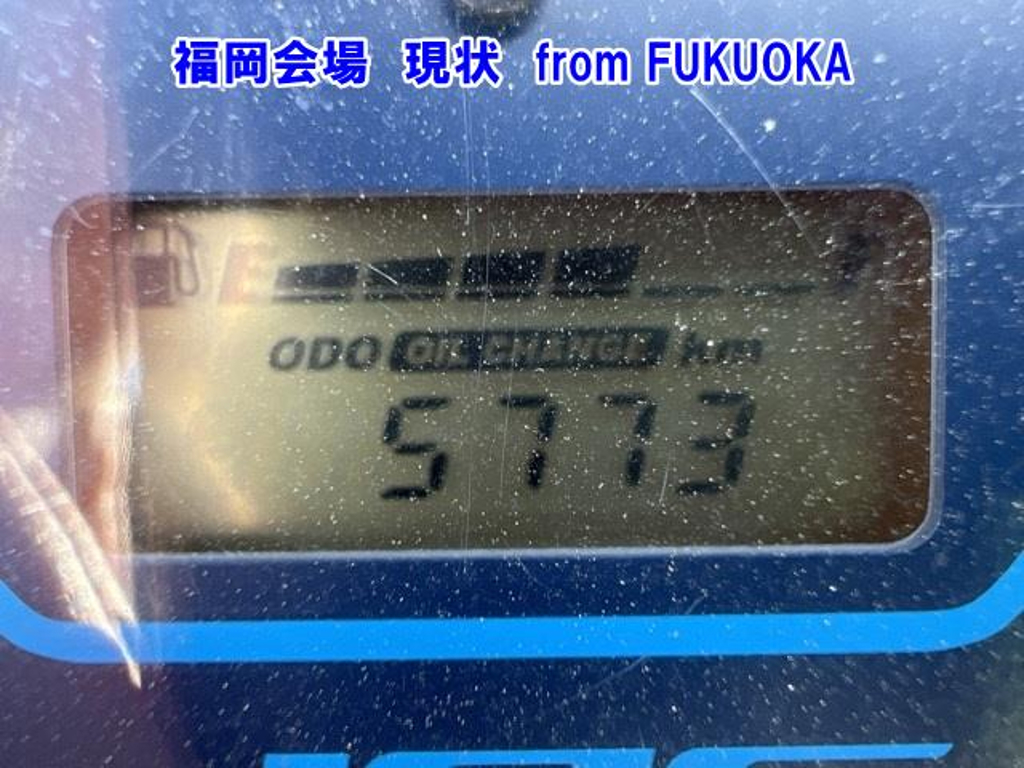 福岡会場 現状 from FUKUOKA
E F
ODO OIL CHANGE km
5773